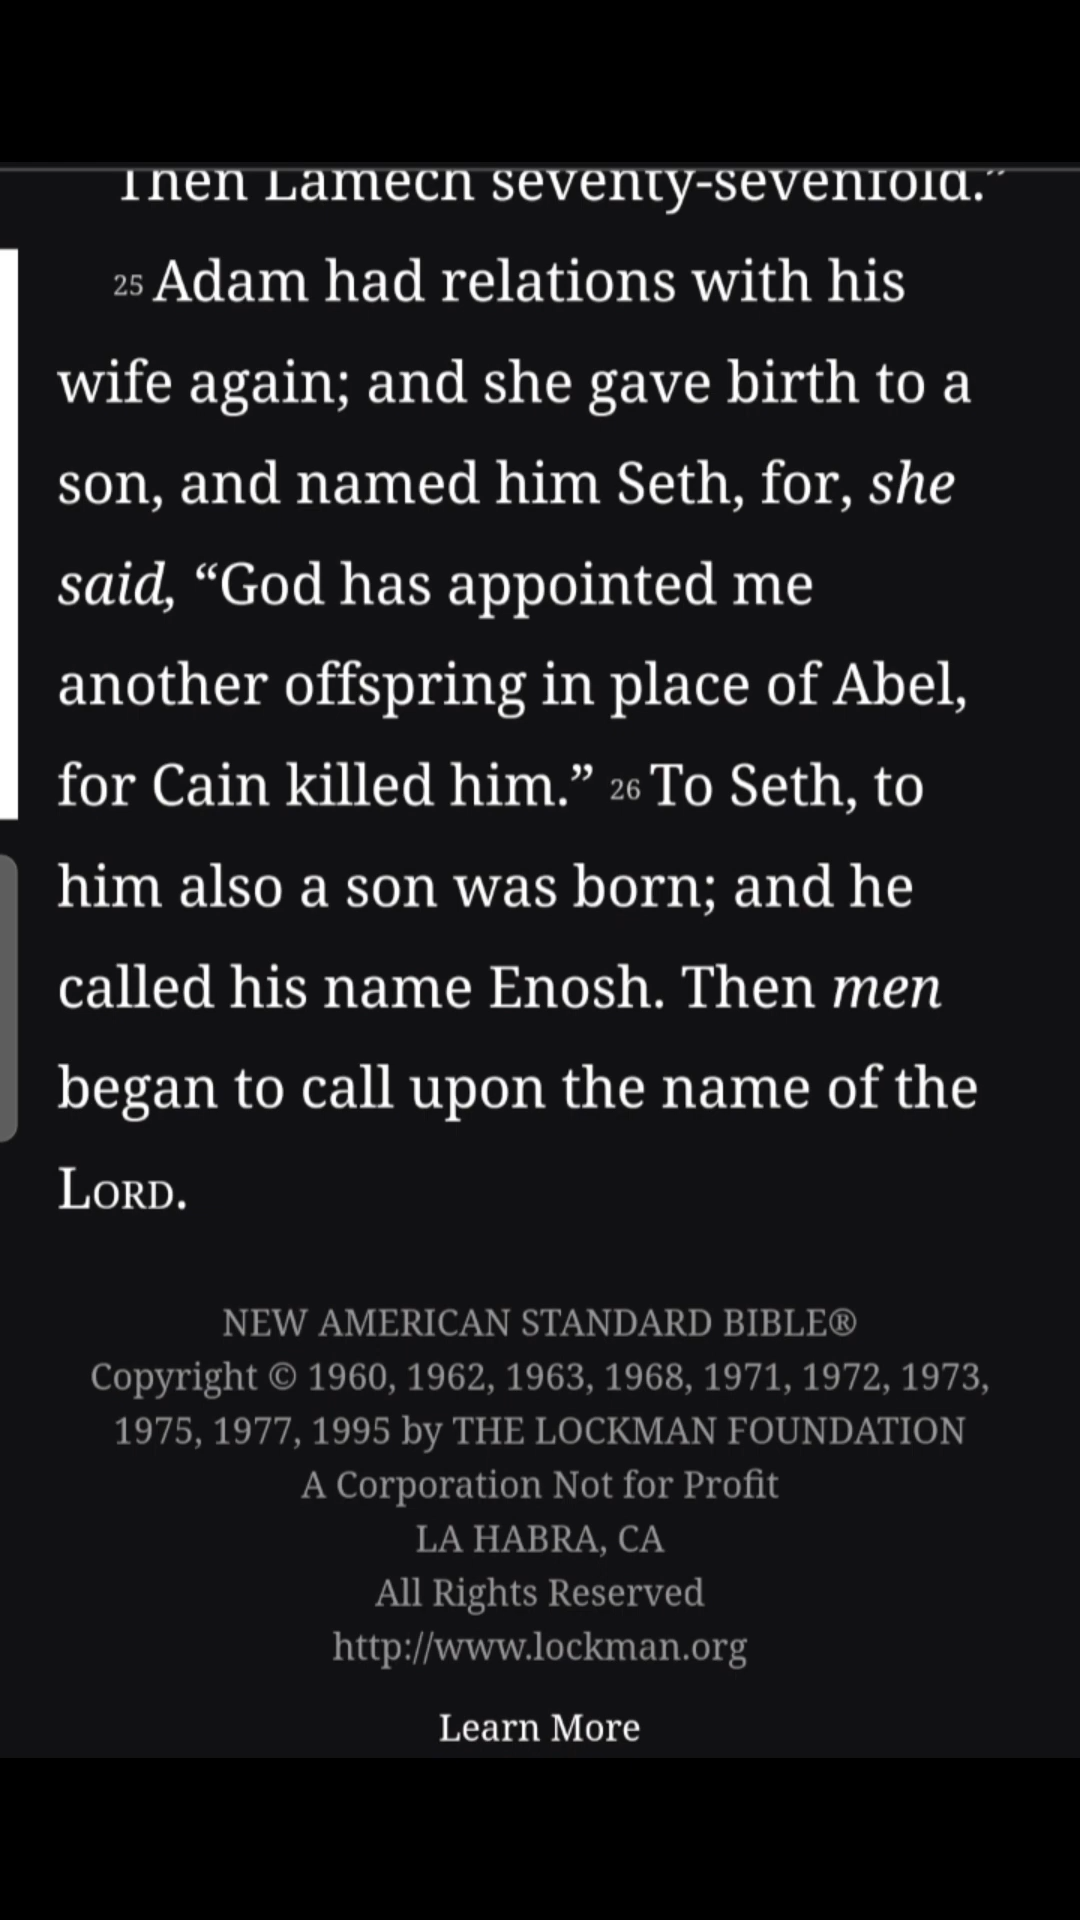 Then Lamech seventy-sevenfold.”
25 Adam had relations with his
wife again; and she gave birth to a
son, and named him Seth, for, she
said, “God has appointed me
another offspring in place of Abel,
for Cain killed him.” 26 To Seth, to
him also a son was born; and he
called his name Enosh. Then men
began to call upon the name of the
LORD.
NEW AMERICAN STANDARD BIBLE®
Copyright © 1960, 1962, 1963, 1968, 1971, 1972, 1973,
1975, 1977, 1995 by THE LOCKMAN FOUNDATION
A Corporation Not for Profit
LA HABRA, CA
All Rights Reserved
http://www.lockman.org
Learn More